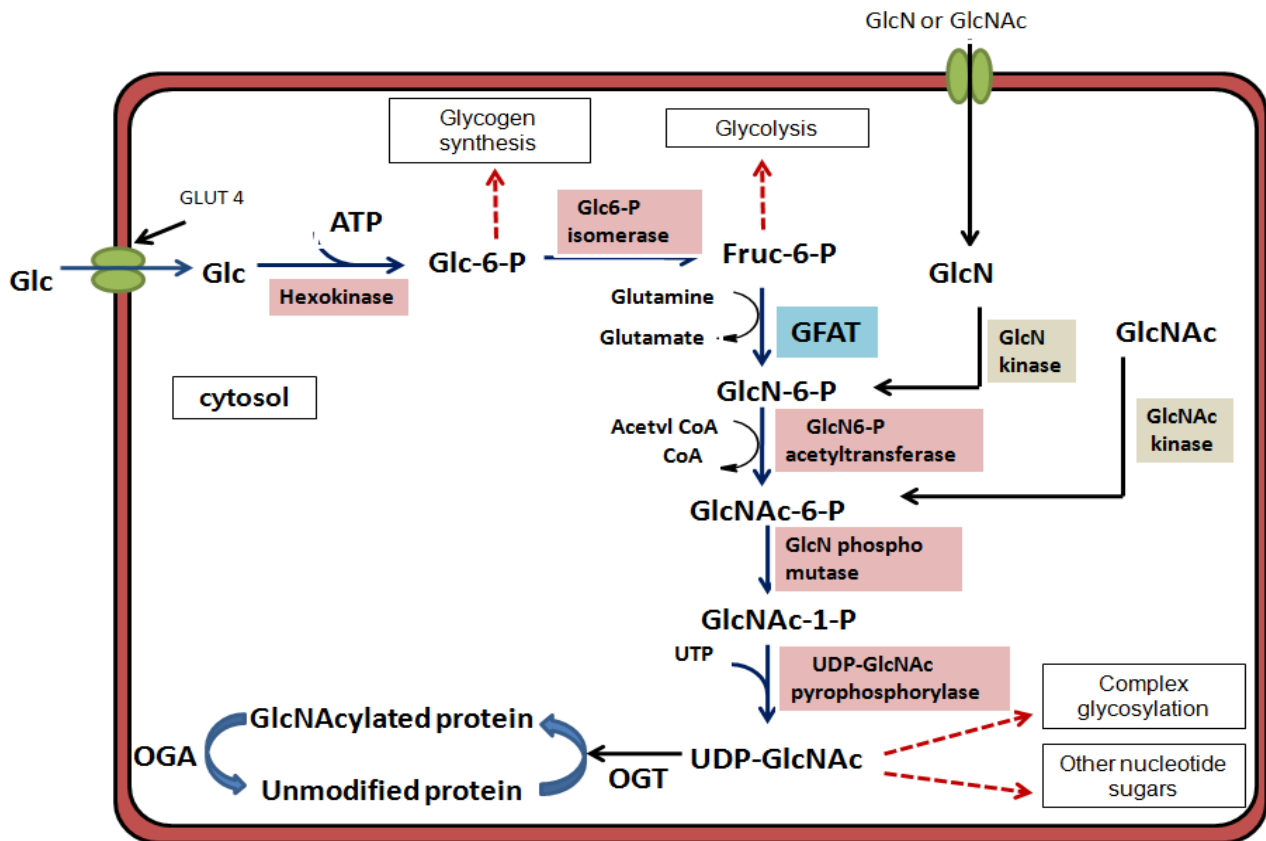 GlcN or GlcNAc
Glycogen
synthesis
Glycolysis
GLUT 4
ATP
Glc6-P
isomerase
Glc
Glc
Hexokinase
Glc-6-P
Fruc-6-P
GlcN
Glutamine
Glutamate
GFAT
GlcN
kinase
GlcNAc
cytosol
GlcN-6-P
GlcNAc
kinase
Acetvl CoA
CoA
GlcN6-P
acetyltransferase
GlcNAc-6-P
GlcN phospho
mutase
GlcNAc-1-P
UTP
UDP-GlcNAc
pyrophosphorylase
Complex
glycosylation
GlcNAcylated protein
OGA
Unmodified protein
OGT
UDP-GlcNAc
Other nucleotide
sugars